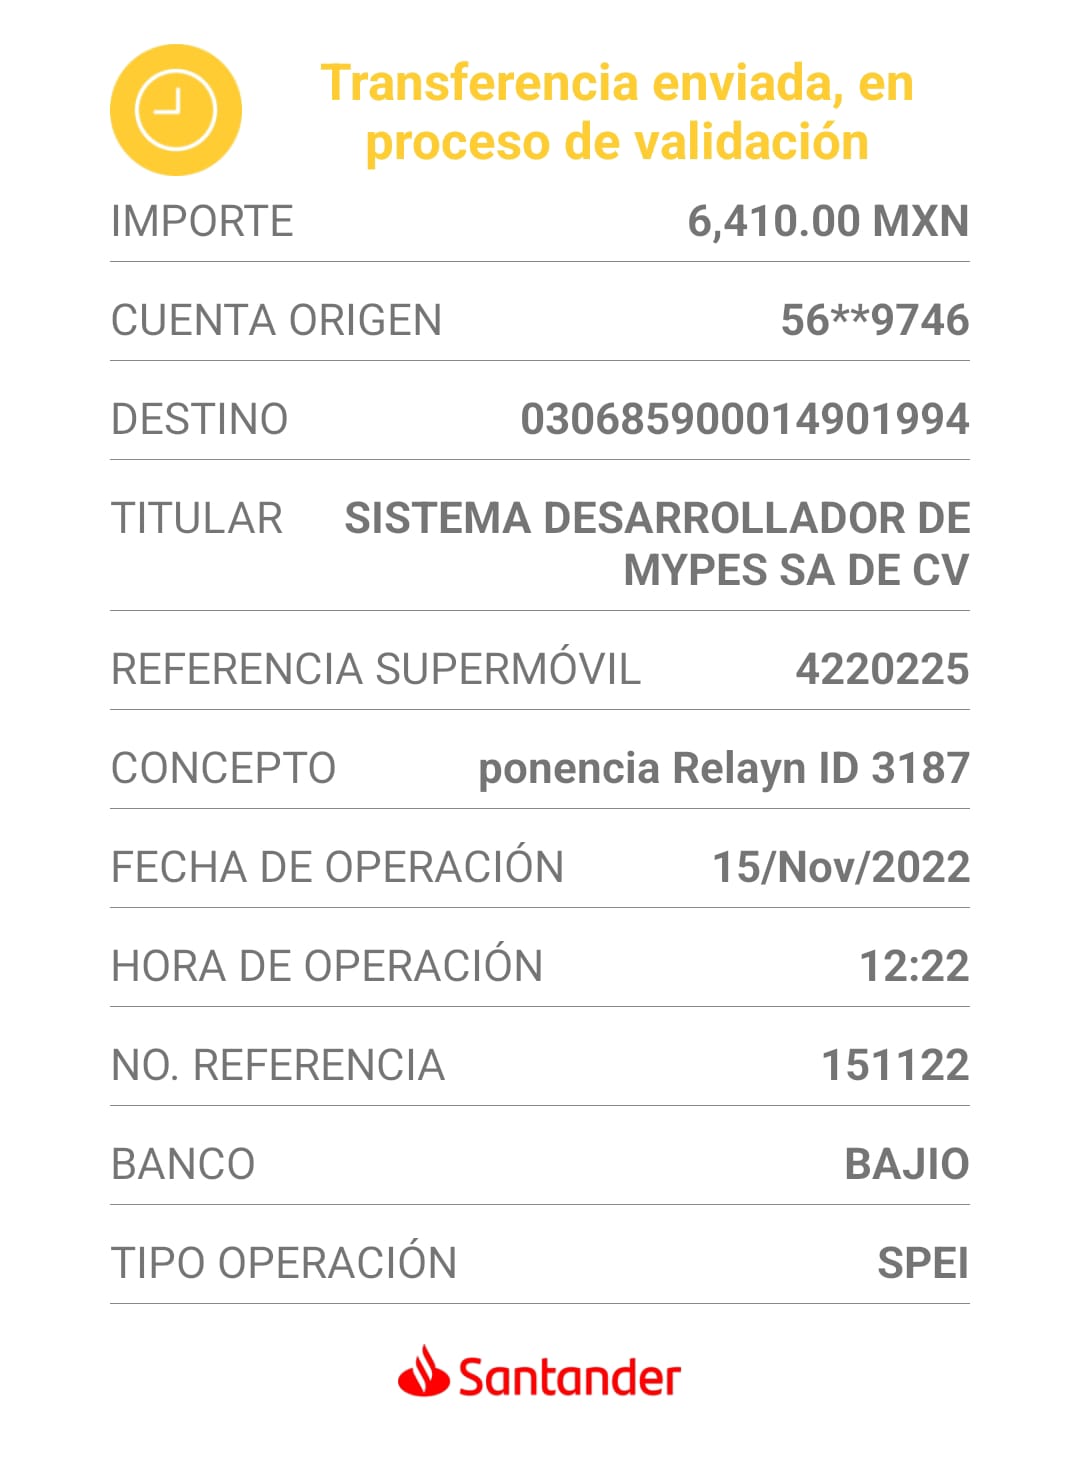 Transferencia enviada, en
proceso de validación
IMPORTE 6,410.00 MXN
CUENTA ORIGEN 56**9746
DESTINO 030685900014901994
TITULAR SISTEMA DESARROLLADOR DE
MYPES SA DE CV
REFERENCIA SUPERMÓVIL 4220225
CONCEPTO ponencia Relayn ID 3187
FECHA DE OPERACIÓN 15/Nov/2022
HORA DE OPERACIÓN 12:22
NO. REFERENCIA 151122
BANCO BAJIO
TIPO OPERACIÓN SPEI
Santander